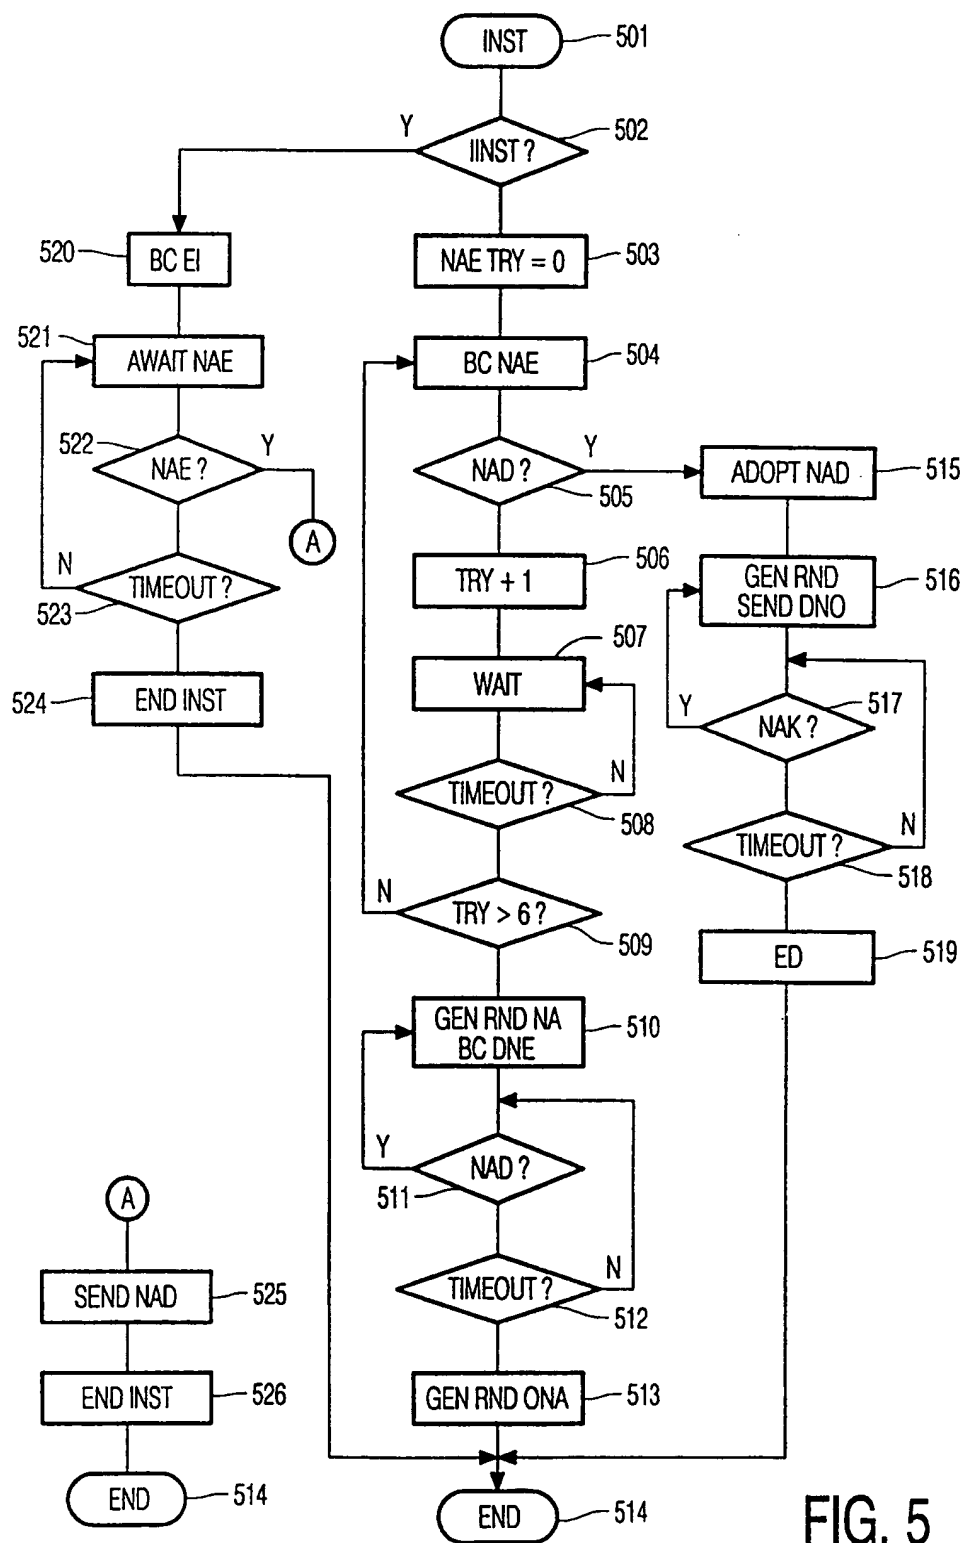 INST
501
Y
IINST ?
502
520
BC EI
NAE TRY = 0
503
521
AWAIT NAE
BC NAE
504
522
NAE ?
Y
NAD ?
Y
505
ADOPT NAD
515
A
N
TIMEOUT ?
523
TRY + 1
506
GEN RND
SEND DNO
516
507
WAIT
524
END INST
Y
NAK ?
517
N
TIMEOUT ?
508
TIMEOUT ?
N
518
N
TRY > 6 ?
509
ED
519
GEN RND NA
BC DNE
510
Y
NAD ?
511
A
SEND NAD
525
TIMEOUT ?
N
512
END INST
526
GEN RND ONA
513
END
514
END
514
FIG. 5